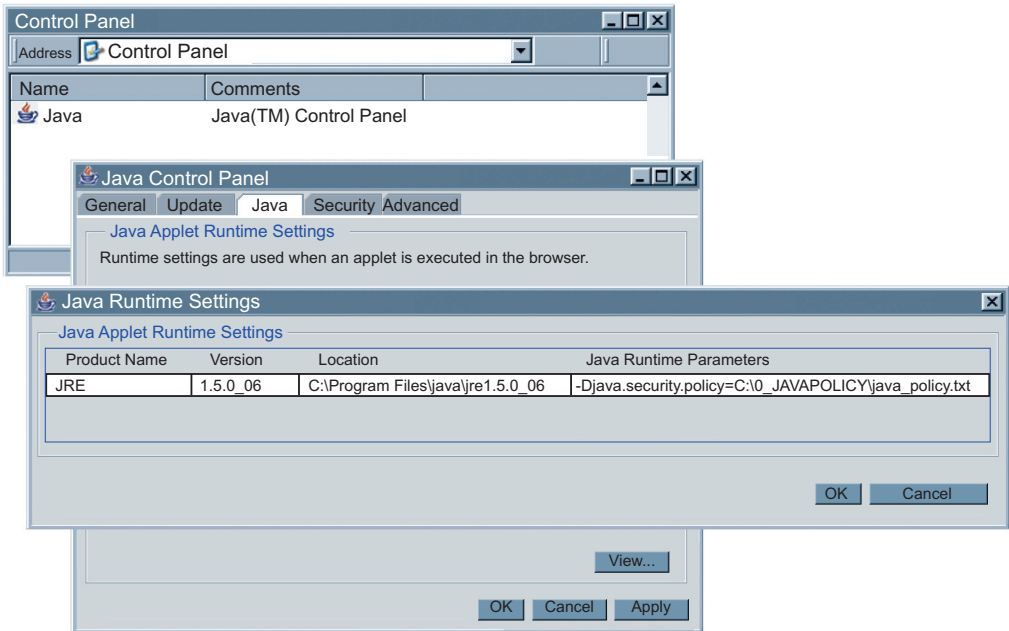 Control Panel
Address Control Panel
Name Comments
Java Java(TM) Control Panel
Java Control Panel
General Update Java Security Advanced
Java Applet Runtime Settings
Runtime settings are used when an applet is executed in the browser.
Java Runtime Settings
Java Applet Runtime Settings
Product Name Version Location Java Runtime Parameters
JRE 1.5.0_06 C:\Program Files\java\jre1.5.0_06 -Djava.security.policy=C:\0_JAVAPOLICY\java_policy.txt
OK Cancel
View...
OK Cancel Apply